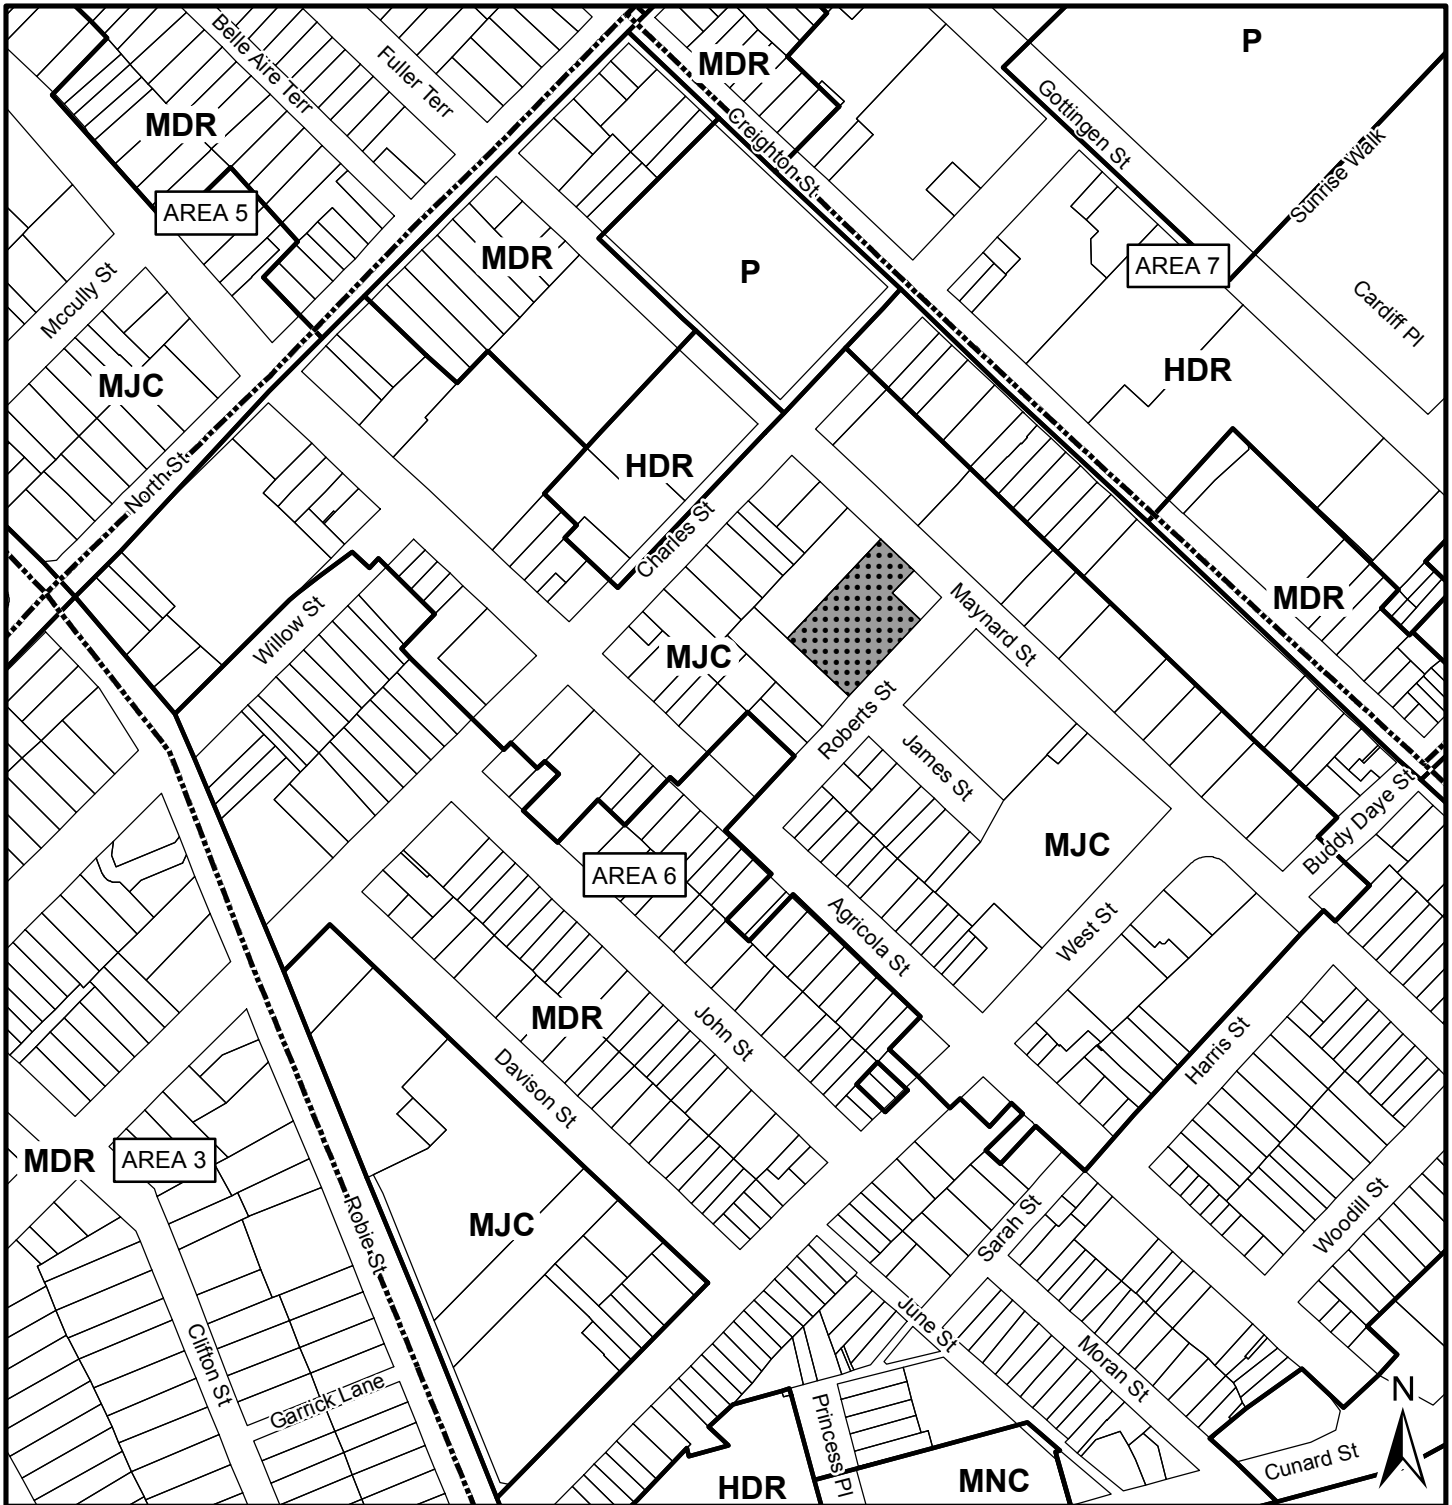 P
MDR
Belle Aire Terr
Fuller Terr
Gottingen St
MDR
Creighton St
Sunrise Walk
AREA 5
MDR
P
AREA 7
Mccully St
Cardiff Pl
MJC
HDR
North St
HDR
Charles St
Willow St
MDR
Maynard St
MJC
Roberts St
James St
Buddy Daye St
MJC
AREA 6
Agricola St
West St
MDR
John St
Harris St
Davison St
MDR
AREA 3
Robie St
MJC
Sarah St
Woodill St
June St
Clifton St
Moran St
Garrick Lane
N
Princess Pl
Cunard St
HDR
MNC